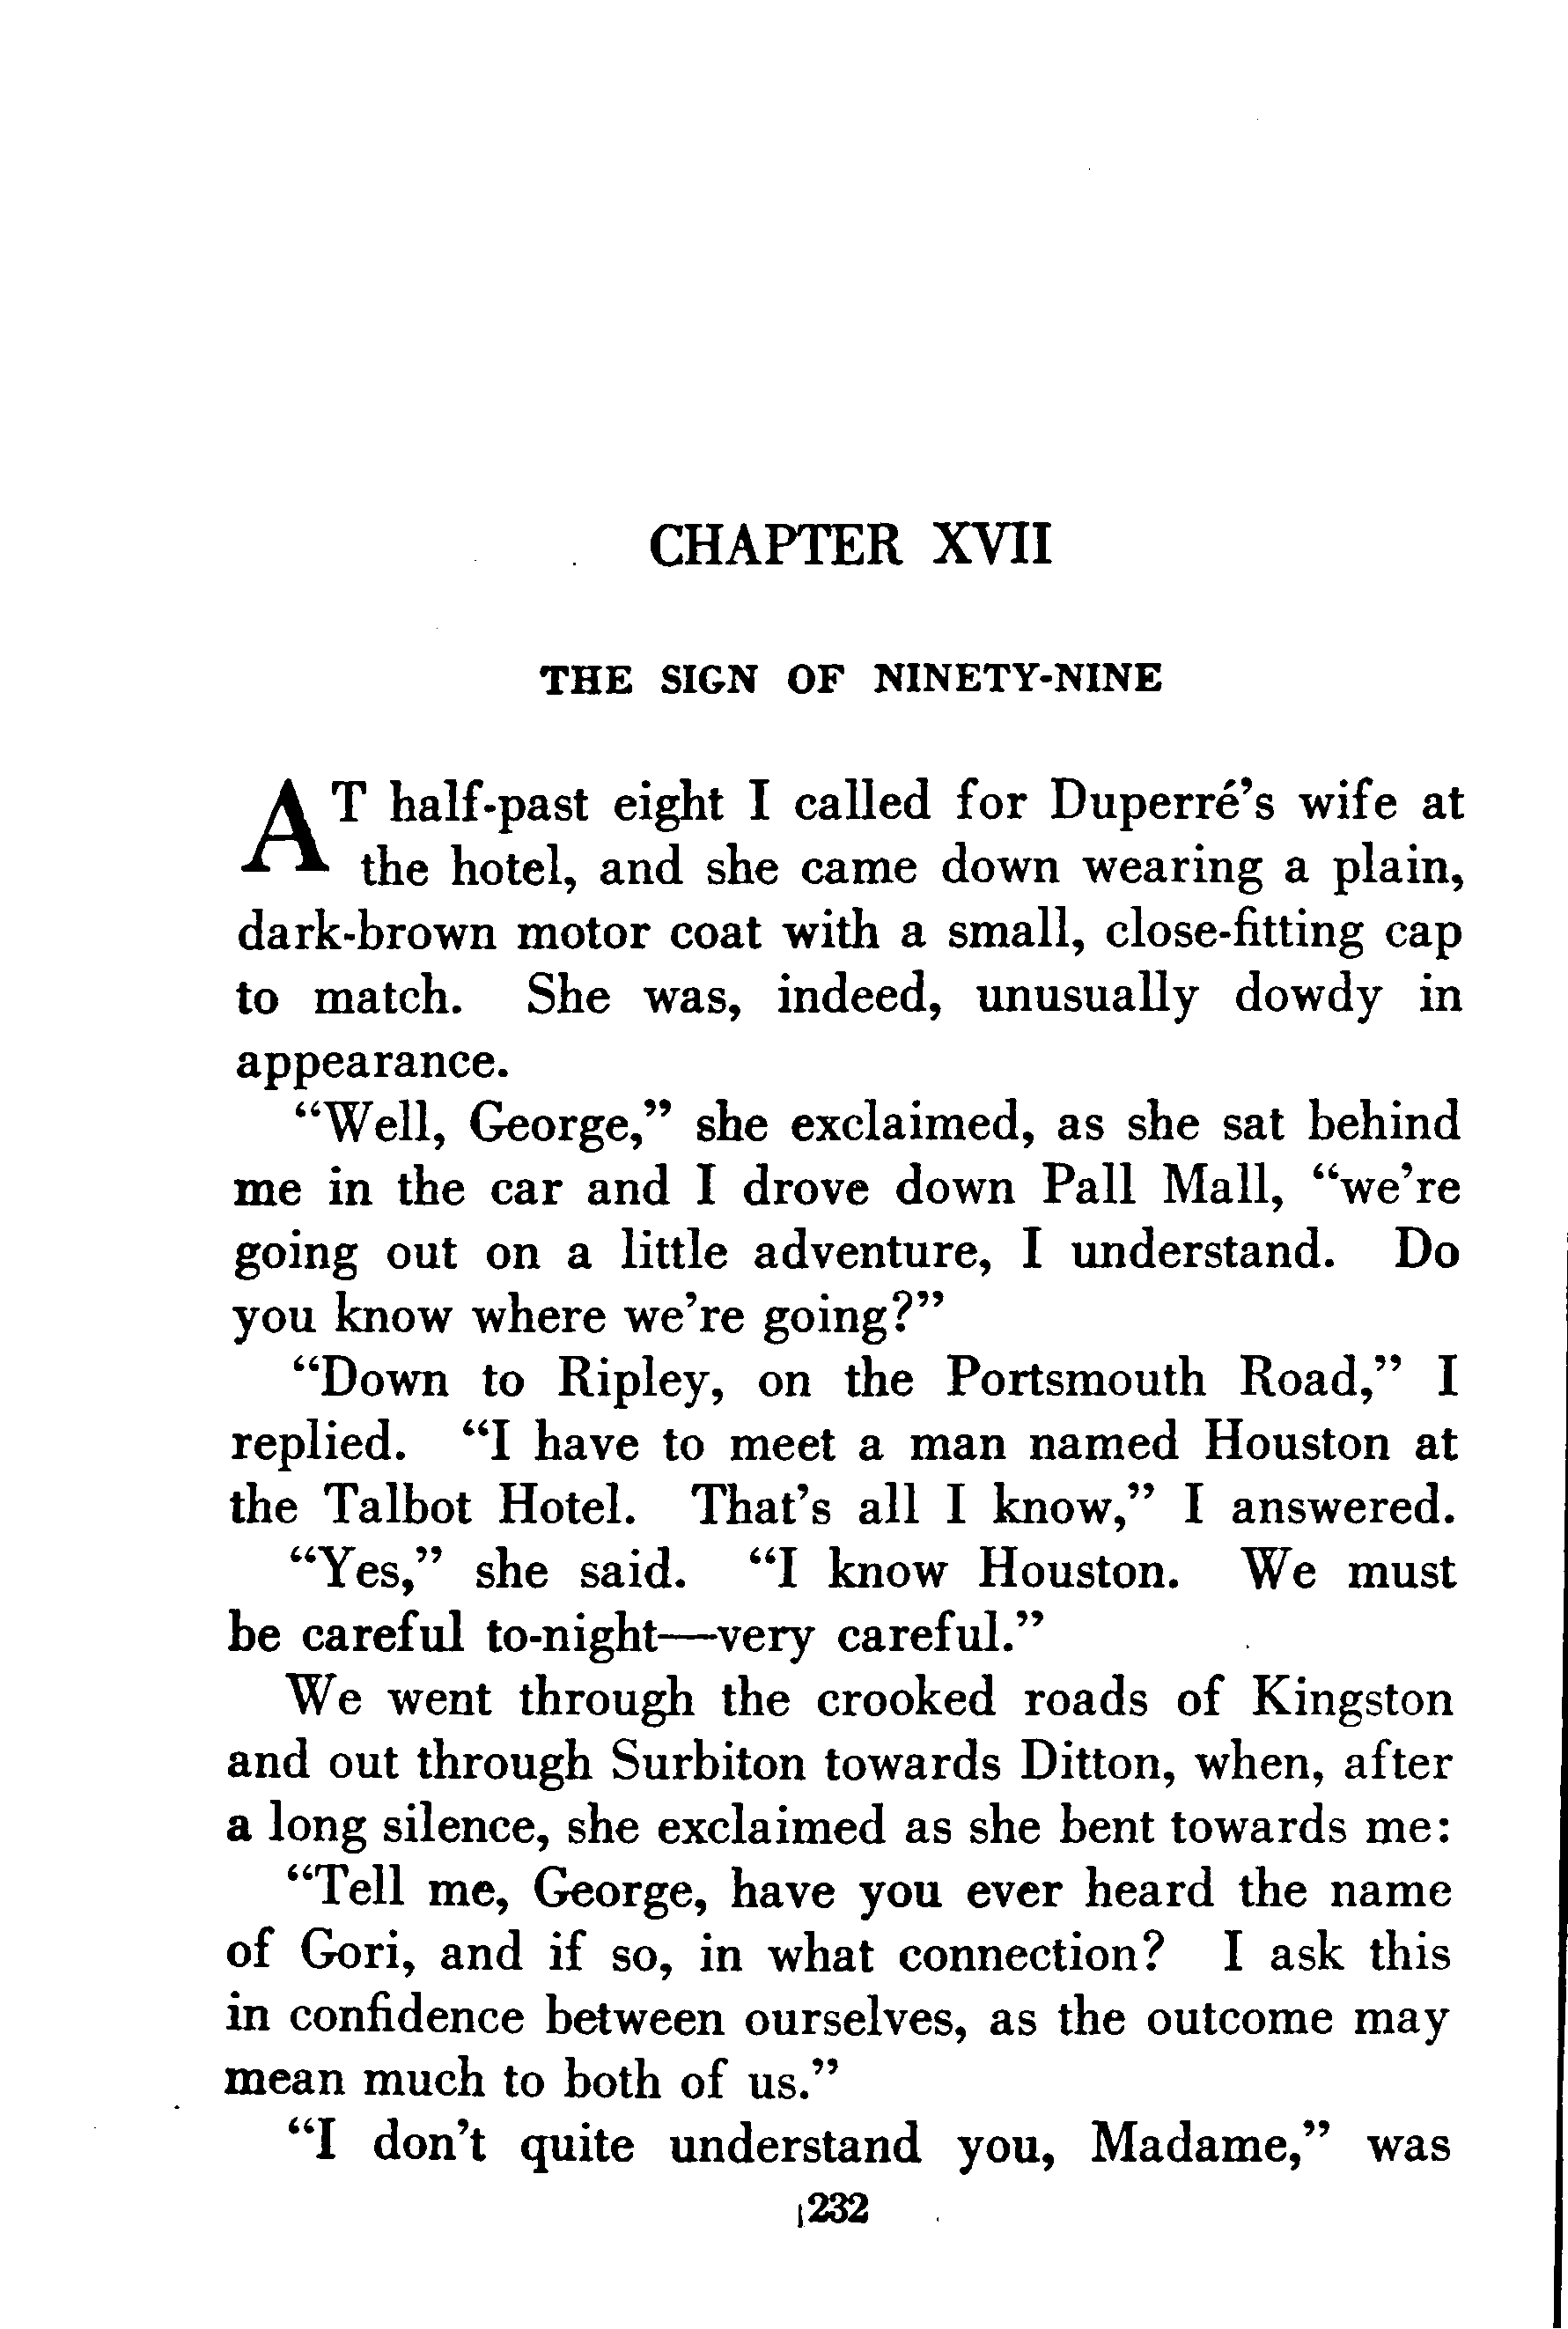 CHAPTER XVII
THE SIGN OF NINETY-NINE
AT half-past eight I called for Duperré's wife at
the hotel, and she came down wearing a plain,
dark-brown motor coat with a small, close-fitting cap
to match. She was, indeed, unusually dowdy in
appearance.
“Well, George,” she exclaimed, as she sat behind
me in the car and I drove down Pall Mall, “we're
going out on a little adventure, I understand. Do
you know where we're going?”
“Down to Ripley, on the Portsmouth Road,” I
replied. “I have to meet a man named Houston at
the Talbot Hotel. That's all I know,” I answered.
“Yes,” she said. “I know Houston. We must
be careful to-night—very careful.”
We went through the crooked roads of Kingston
and out through Surbiton towards Ditton, when, after
a long silence, she exclaimed as she bent towards me:
“Tell me, George, have you ever heard the name
of Gori, and if so, in what connection? I ask this
in confidence between ourselves, as the outcome may
mean much to both of us.”
“I don't quite understand you, Madame,” was
232